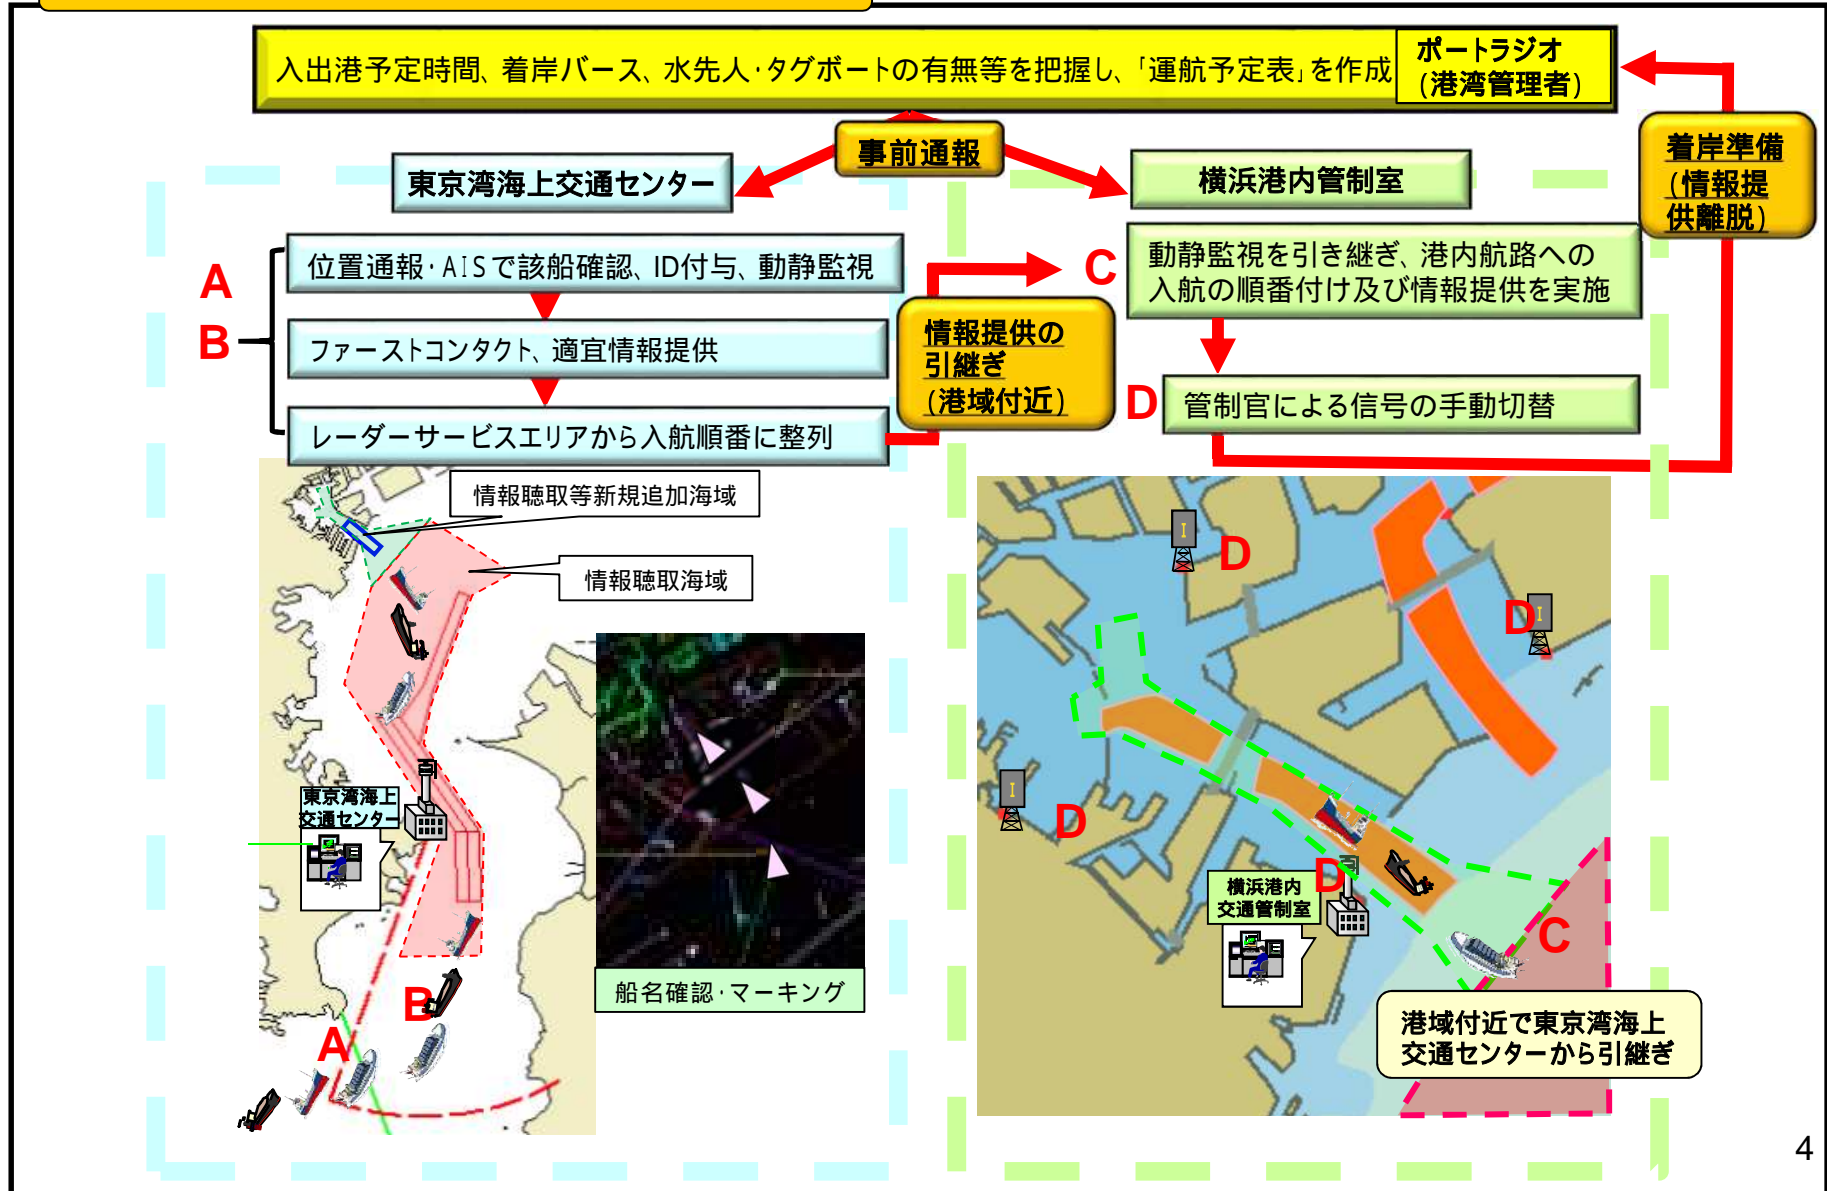 入出港予定時間、着岸バース、水先人・タグボートの有無等を把握し、「運航予定表」を作成
ポートラジオ
(港湾管理者)
事前通報
着岸準備
(情報提
供離脱)
東京湾海上交通センター
横浜港内管制室
A
B
位置通報・AISで該船確認、ID付与、動静監視
ファーストコンタクト、適宜情報提供
レーダーサービスエリアから入航順番に整列
情報提供の
引継ぎ
(港域付近)
C
動静監視を引き継ぎ、港内航路への
入航の順番付け及び情報提供を実施
D
管制官による信号の手動切替
情報聴取等新規追加海域
情報聴取海域
東京湾海上
交通センター
船名確認・マーキング
A
B
I
D
I
D
I
D
D
横浜港内
交通管制室
C
港域付近で東京湾海上
交通センターから引継ぎ
4